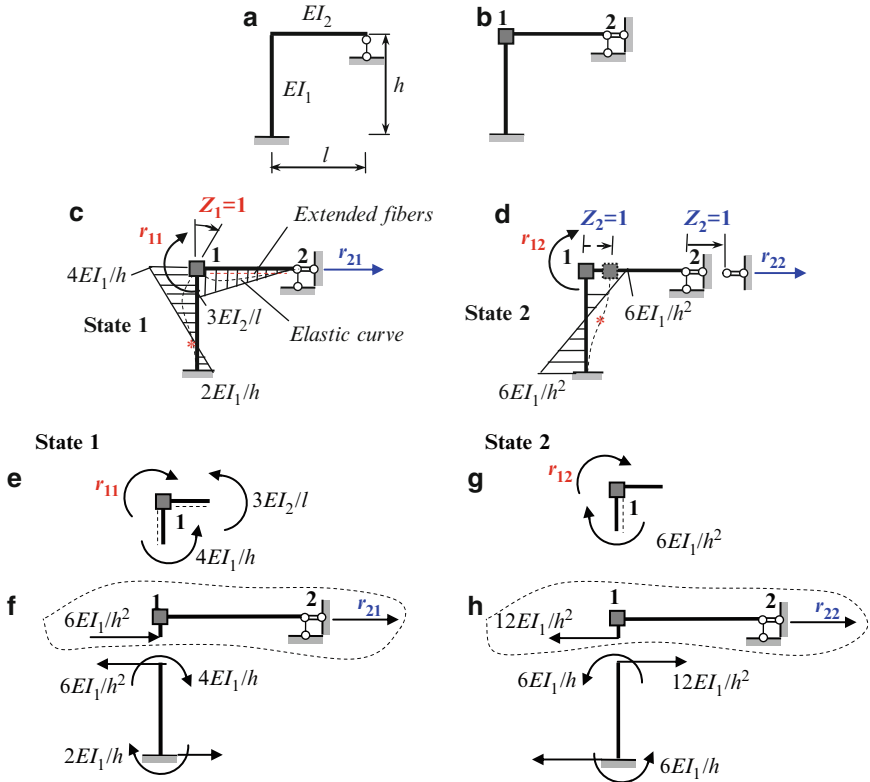 a
EI₂
EI₁
h
l
b
1
2
c
Z₁=1
r₁₁
1
Extended fibers
2
r₂₁
4EI₁/h
3EI₂/l
Elastic curve
State 1
*
2EI₁/h
d
Z₂=1
Z₂=1
r₁₂
1
2
r₂₂
6EI₁/h²
State 2
*
6EI₁/h²
State 1
e
r₁₁
1
3EI₂/l
4EI₁/h
State 2
g
r₁₂
1
6EI₁/h²
f
1
2
r₂₁
6EI₁/h²
6EI₁/h²
4EI₁/h
2EI₁/h
h
1
2
r₂₂
12EI₁/h²
6EI₁/h
12EI₁/h²
6EI₁/h